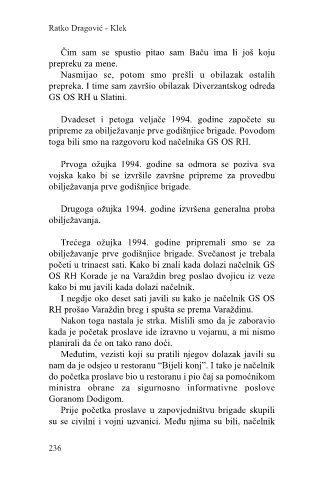 Ratko Dragović - Klek
Čim sam se spustio pitao sam Baču ima li još koju
prepreku za mene.
Nasmijao se, potom smo prešli u obilazak ostalih
prepreka. I time sam završio obilazak Diverzantskog odreda
GS OS RH u Slatini.
Dvadeset i petoga veljače 1994. godine započete su
pripreme za obilježavanje prve godišnjice brigade. Povodom
toga bili smo na razgovoru kod načelnika GS OS RH.
Prvoga ožujka 1994. godine sa odmora se poziva sva
vojska kako bi se izvršile završne pripreme za provedbu
obilježavanja prve godišnjice brigade.
Drugoga ožujka 1994. godine izvršena generalna proba
obilježavanja.
Trećega ožujka 1994. godine pripremali smo se za
obilježavanje prve godišnjice brigade. Svečanost je trebala
početi u trinaest sati. Kako bi znali kada dolazi načelnik GS
OS RH Korade je na Varaždin breg poslao dvojicu iz veze
kako bi mu javili kada dolazi načelnik.
I negdje oko deset sati javili su kako je načelnik GS OS
RH prošao Varaždin breg i spušta se prema Varaždinu.
Nakon toga nastala je strka. Mislili smo da je zaboravio
kada je početak proslave ide izravno u vojarnu, a mi nismo
planirali da će on tako rano doći.
Međutim, vezisti koji su pratili njegov dolazak javili su
nam da je odsjeo u restoranu “Bijeli konj”. I tako je načelnik
do početka proslave bio u restoranu i pio čaj sa pomoćnikom
ministra obrane za sigurnosno informativne poslove
Goranom Dodigom.
Prije početka proslave u zapovjedništvu brigade skupili
su se civilni i vojni uzvanici. Među njima su bili, načelnik
236